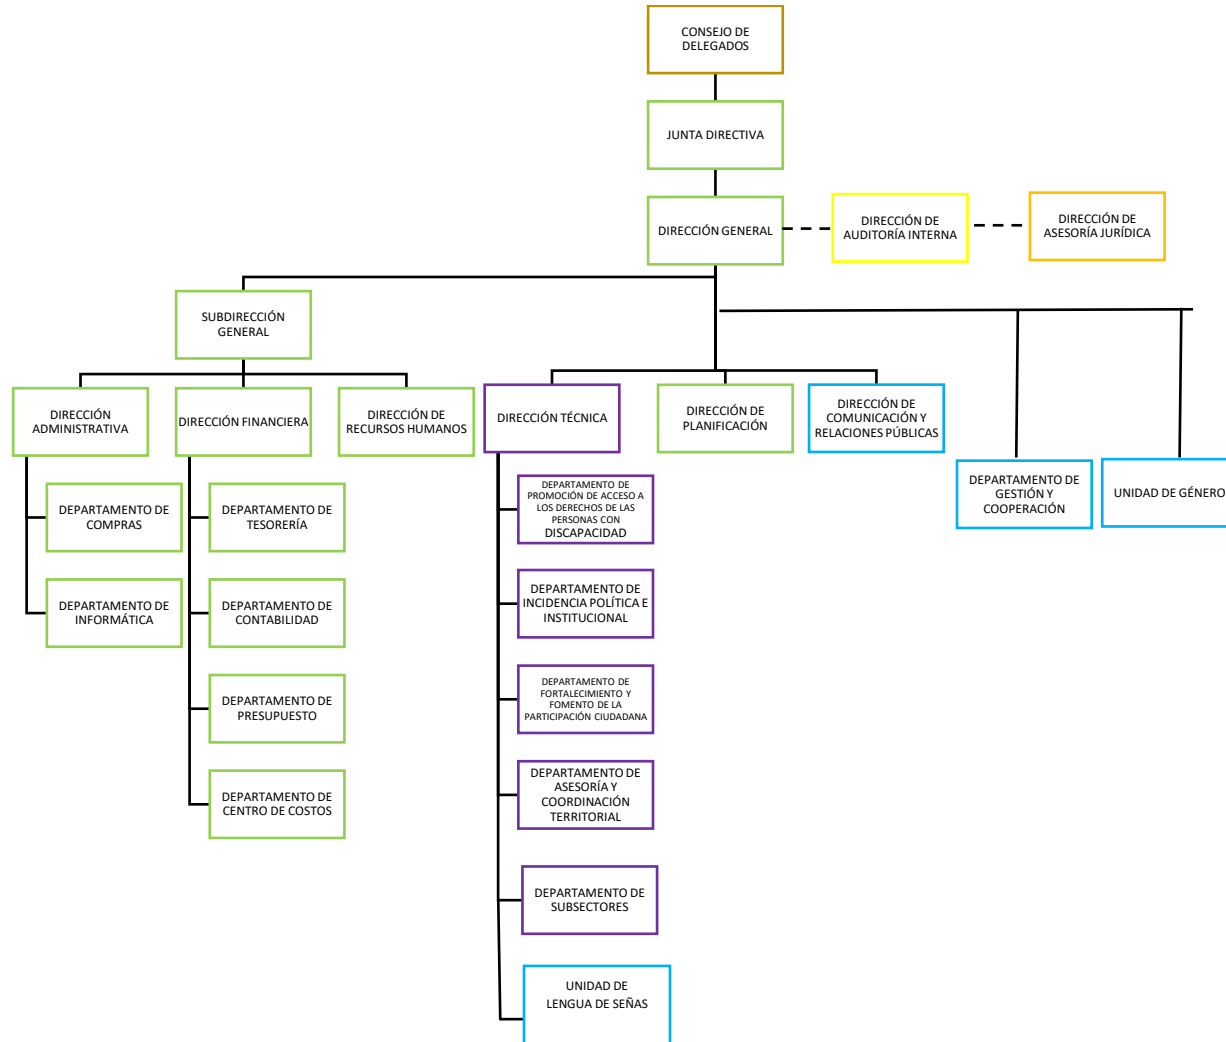 CONSEJO DE
DELEGADOS
JUNTA DIRECTIVA
DIRECCIÓN GENERAL
DIRECCIÓN DE
AUDITORÍA INTERNA
DIRECCIÓN DE
ASESORÍA JURÍDICA
SUBDIRECCIÓN
GENERAL
DIRECCIÓN
ADMINISTRATIVA
DIRECCIÓN FINANCIERA
DIRECCIÓN DE
RECURSOS HUMANOS
DIRECCIÓN TÉCNICA
DIRECCIÓN DE
PLANIFICACIÓN
DIRECCIÓN DE
COMUNICACIÓN Y
RELACIONES PÚBLICAS
DEPARTAMENTO DE
GESTIÓN Y
COOPERACIÓN
UNIDAD DE GÉNERO
DEPARTAMENTO DE
COMPRAS
DEPARTAMENTO DE
INFORMÁTICA
DEPARTAMENTO DE
TESORERÍA
DEPARTAMENTO DE
CONTABILIDAD
DEPARTAMENTO DE
PRESUPUESTO
DEPARTAMENTO DE
CENTRO DE COSTOS
DEPARTAMENTO DE
PROMOCIÓN DE ACCESO A
LOS DERECHOS DE LAS
PERSONAS CON
DISCAPACIDAD
DEPARTAMENTO DE
INCIDENCIA POLÍTICA E
INSTITUCIONAL
DEPARTAMENTO DE
FORTALECIMIENTO Y
FOMENTO DE LA
PARTICIPACIÓN CIUDADANA
DEPARTAMENTO DE
ASESORÍA Y
COORDINACIÓN
TERRITORIAL
DEPARTAMENTO DE
SUBSECTORES
UNIDAD DE
LENGUA DE SEÑAS